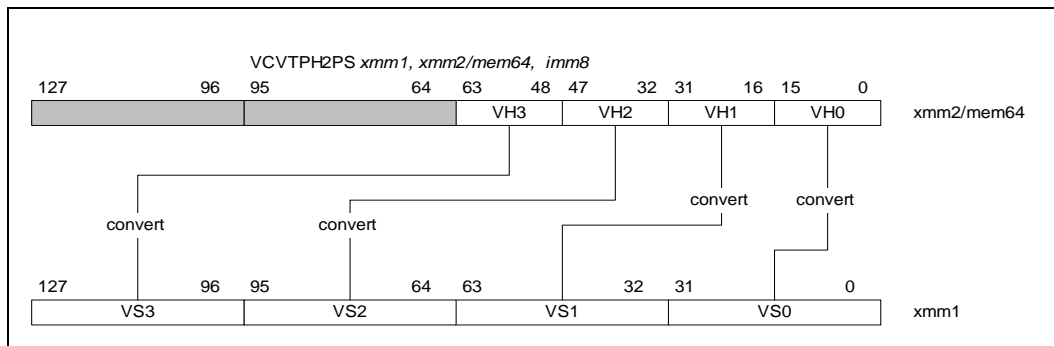 VCVTPH2PS xmm1, xmm2/mem64, imm8
127 96 95 64 63 48 47 32 31 16 15 0
VH3 VH2 VH1 VH0 xmm2/mem64
convert convert
convert convert
127 96 95 64 63 32 31 0
VS3 VS2 VS1 VS0 xmm1